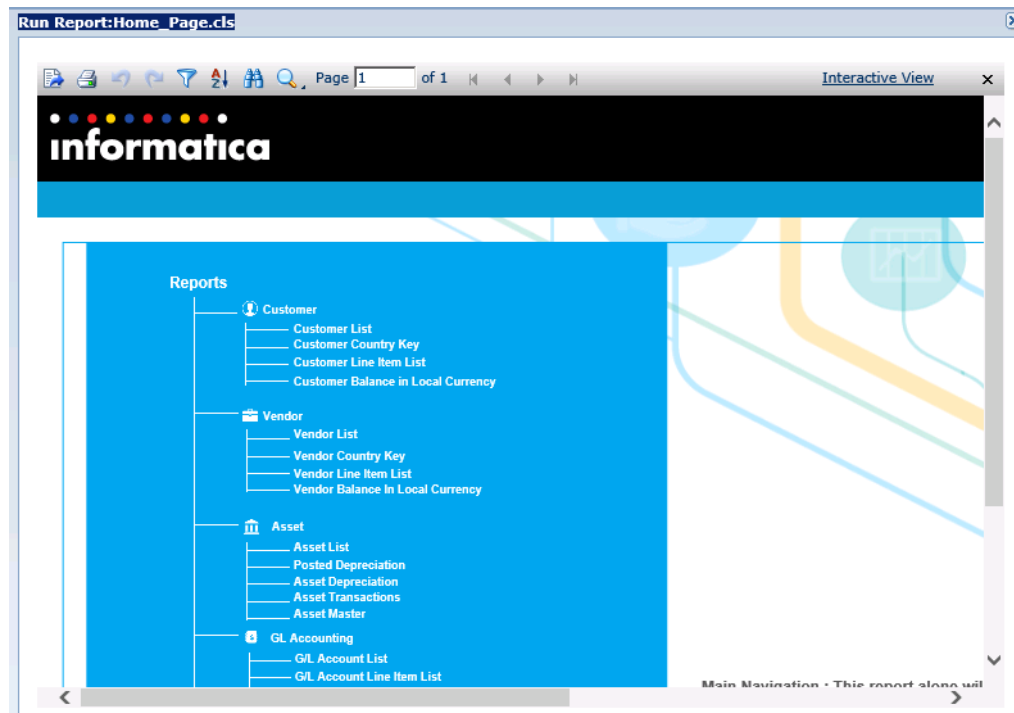 Run Report:Home_Page.cls
Page 1 of 1 Interactive View
informatica
Reports
Customer
Customer List
Customer Country Key
Customer Line Item List
Customer Balance in Local Currency
Vendor
Vendor List
Vendor Country Key
Vendor Line Item List
Vendor Balance In Local Currency
Asset
Asset List
Posted Depreciation
Asset Depreciation
Asset Transactions
Asset Master
GL Accounting
G/L Account List
G/L Account Line Item List
Main Navigation : This report alone wil